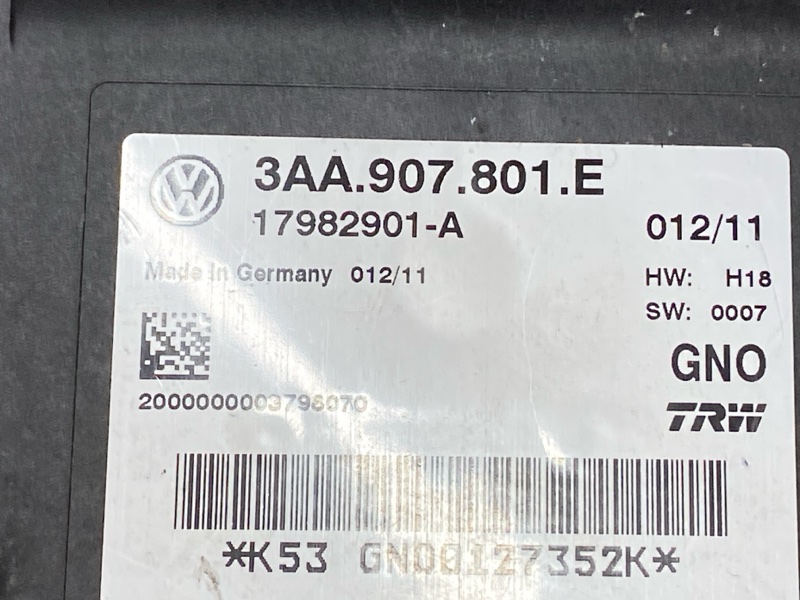 3AA.907.801.E
17982901-A 012/11
Made In Germany 012/11 HW: H18
SW: 0007
GNO
2000000003796070
TRW
*K53 GNO0127352K*